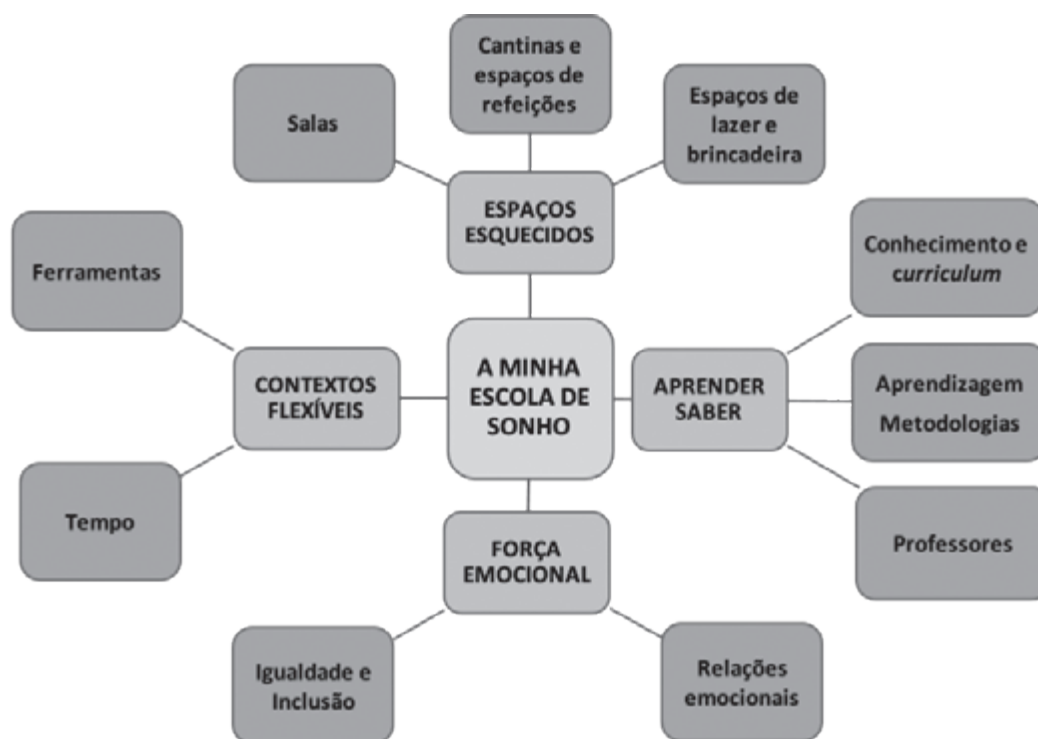 Cantinas e
espaços de
refeições
Salas
Espaços de
lazer e
brincadeira
ESPAÇOS
ESQUECIDOS
Ferramentas
Conhecimento e
curriculum
CONTEXTOS
FLEXÍVEIS
A MINHA
ESCOLA DE
SONHO
APRENDER
SABER
Aprendizagem
Metodologias
Tempo
Professores
FORÇA
EMOCIONAL
Igualdade e
Inclusão
Relações
emocionais